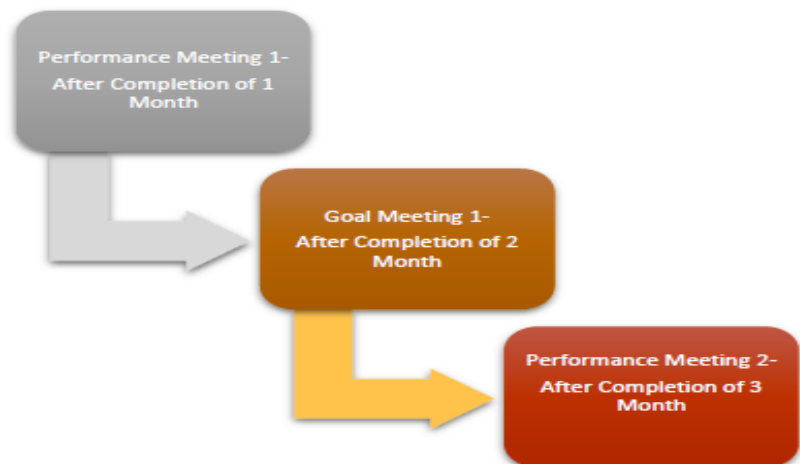 Performance Meeting 1-
After Completion of 1
Month
Goal Meeting 1-
After Completion of 2
Month
Performance Meeting 2-
After Completion of 3
Month